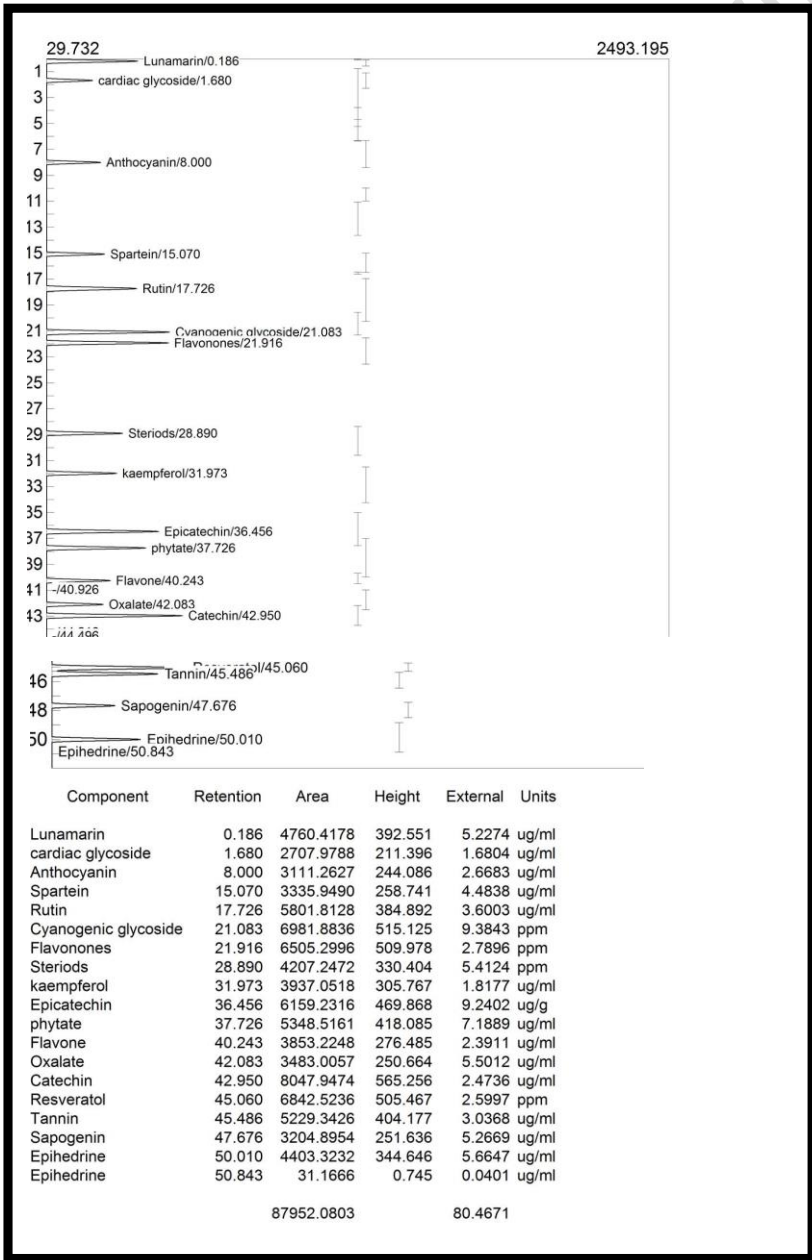 29.732 2493.195
Lunamarin/0.186
1
cardiac glycoside/1.680
3
5
7
Anthocyanin/8.000
9
11
13
15 Spartein/15.070
17
Rutin/17.726
19
21 Cyanogenic glycoside/21.083
Flavonones/21.916
23
25
27
29 Steriods/28.890
31
kaempferol/31.973
33
35
Epicatechin/36.456
37
phytate/37.726
39
Flavone/40.243
41 -/40.926
Oxalate/42.083
43 Catechin/42.950
-/44.496
/45.060
Tannin/45.486
46
Sapogenin/47.676
48
50 Epihedrine/50.010
Epihedrine/50.843
Component Retention Area Height External Units
Lunamarin 0.186 4760.4178 392.551 5.2274 ug/ml
cardiac glycoside 1.680 2707.9788 211.396 1.6804 ug/ml
Anthocyanin 8.000 3111.2627 244.086 2.6683 ug/ml
Spartein 15.070 3335.9490 258.741 4.4838 ug/ml
Rutin 17.726 5801.8128 384.892 3.6003 ug/ml
Cyanogenic glycoside 21.083 6981.8836 515.125 9.3843 ppm
Flavonones 21.916 6505.2996 509.978 2.7896 ppm
Steriods 28.890 4207.2472 330.404 5.4124 ppm
kaempferol 31.973 3937.0518 305.767 1.8177 ug/ml
Epicatechin 36.456 6159.2316 469.868 9.2402 ug/g
phytate 37.726 5348.5161 418.085 7.1889 ug/ml
Flavone 40.243 3853.2248 276.485 2.3911 ug/ml
Oxalate 42.083 3483.0057 250.664 5.5012 ug/ml
Catechin 42.950 8047.9474 565.256 2.4736 ug/ml
Resveratol 45.060 6842.5236 505.467 2.5997 ppm
Tannin 45.486 5229.3426 404.177 3.0368 ug/ml
Sapogenin 47.676 3204.8954 251.636 5.2669 ug/ml
Epihedrine 50.010 4403.3232 344.646 5.6647 ug/ml
Epihedrine 50.843 31.1666 0.745 0.0401 ug/ml
87952.0803 80.4671